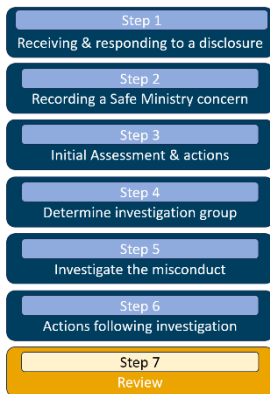 Step 1
Receiving & responding to a disclosure
Step 2
Recording a Safe Ministry concern
Step 3
Initial Assessment & actions
Step 4
Determine investigation group
Step 5
Investigate the misconduct
Step 6
Actions following investigation
Step 7
Review